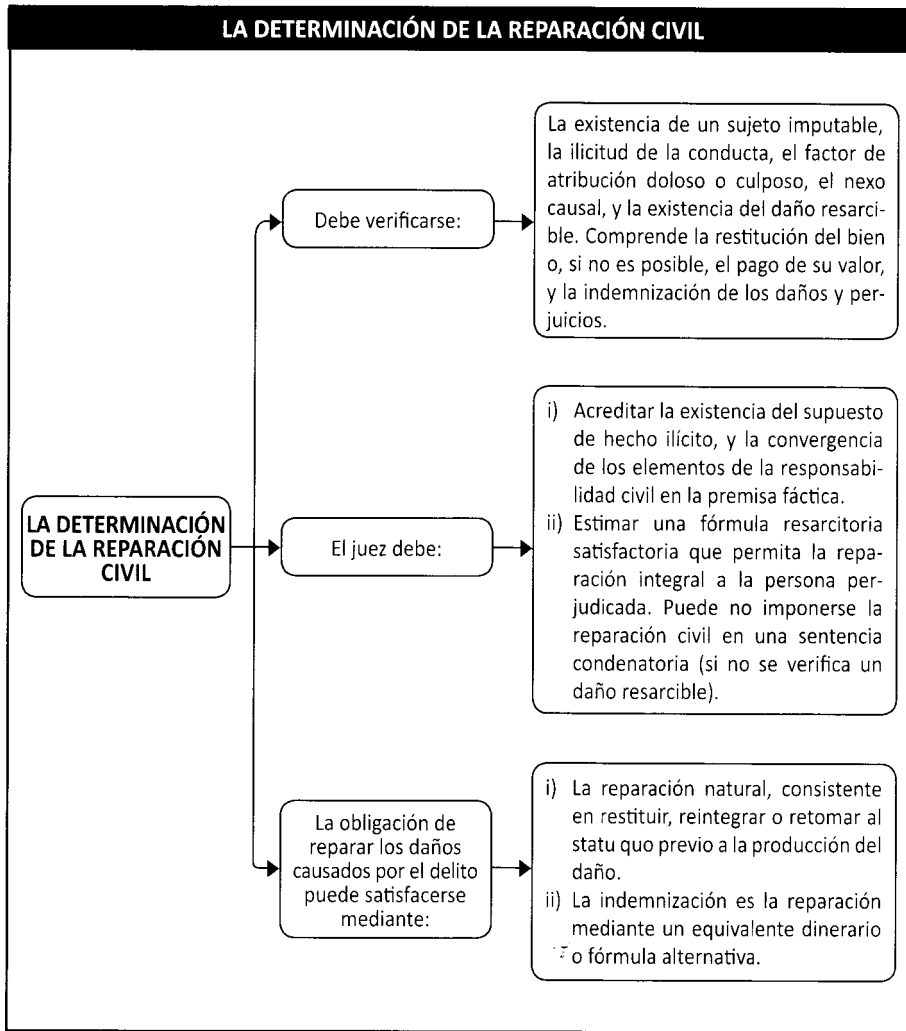 LA DETERMINACIÓN DE LA REPARACIÓN CIVIL
LA DETERMINACIÓN
DE LA REPARACIÓN
CIVIL
Debe verificarse:
La existencia de un sujeto imputable,
la ilicitud de la conducta, el factor de
atribución doloso o culposo, el nexo
causal, y la existencia del daño resarci-
ble. Comprende la restitución del bien
o, si no es posible, el pago de su valor,
y la indemnización de los daños y per-
juicios.
El juez debe:
i) Acreditar la existencia del supuesto
de hecho ilícito, y la convergencia
de los elementos de la responsabi-
lidad civil en la premisa fáctica.
ii) Estimar una fórmula resarcitoria
satisfactoria que permita la repa-
ración integral a la persona per-
judicada. Puede no imponerse la
reparación civil en una sentencia
condenatoria (si no se verifica un
daño resarcible).
La obligación de
reparar los daños
causados por el delito
puede satisfacerse
mediante:
i) La reparación natural, consistente
en restituir, reintegrar o retomar al
statu quo previo a la producción del
daño.
ii) La indemnización es la reparación
mediante un equivalente dinerario
o fórmula alternativa.